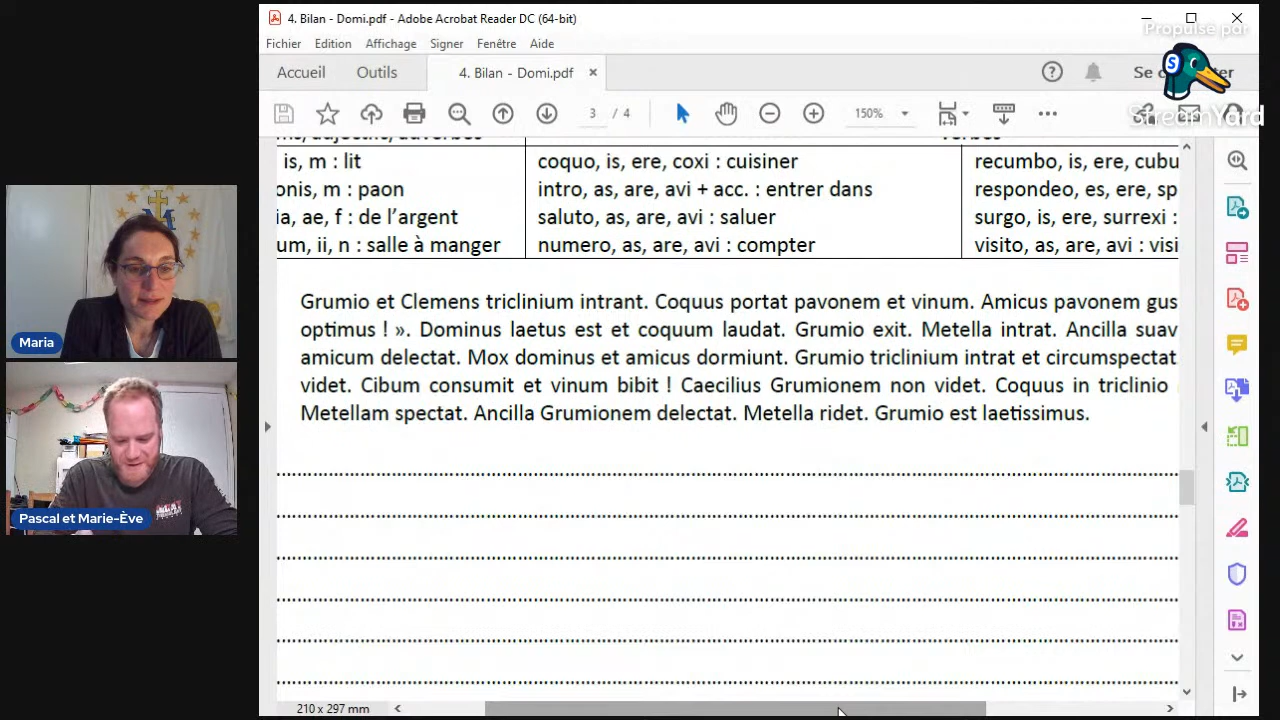 4. Bilan - Domi.pdf - Adobe Acrobat Reader DC (64-bit)
Propulsé par
StreamYard
Fichier Edition Affichage Signer Fenêtre Aide
Accueil Outils 4. Bilan - Domi.pdf
3 / 4 150%
is, m : lit
onis, m : paon
ia, ae, f : de l'argent
um, ii, n : salle à manger
coquo, is, ere, coxi : cuisiner
intro, as, are, avi + acc. : entrer dans
saluto, as, are, avi : saluer
numero, as, are, avi : compter
recumbo, is, ere, cubu
respondeo, es, ere, sp
surgo, is, ere, surrexi :
visito, as, are, avi : visi
Grumio et Clemens triclinium intrant. Coquus portat pavonem et vinum. Amicus pavonem gus
optimus ! ». Dominus laetus est et coquum laudat. Grumio exit. Metella intrat. Ancilla suav
amicum delectat. Mox dominus et amicus dormiunt. Grumio triclinium intrat et circumspectat.
videt. Cibum consumit et vinum bibit ! Caecilius Grumionem non videt. Coquus in triclinio
Metellam spectat. Ancilla Grumionem delectat. Metella ridet. Grumio est laetissimus.
210 x 297 mm
Maria
Pascal et Marie-Ève